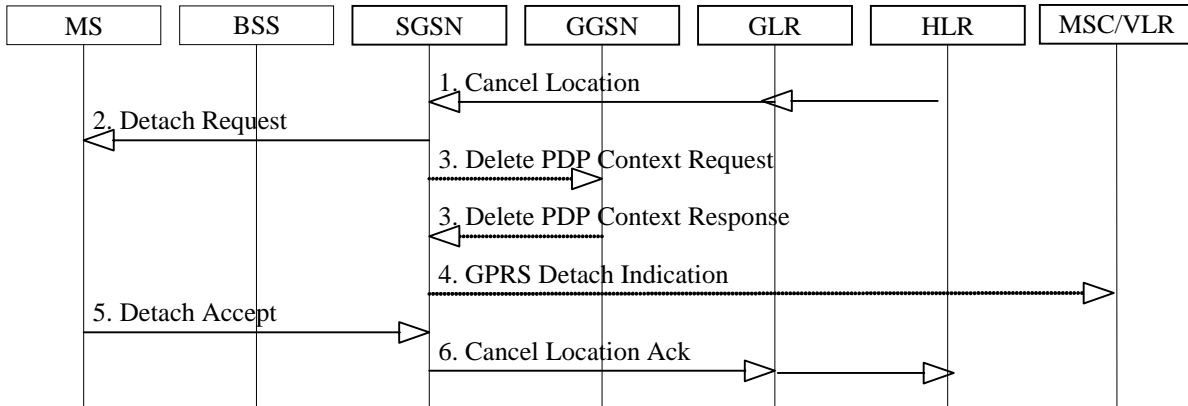 MS BSS SGSN GGSN GLR HLR MSC/VLR
1. Cancel Location
2. Detach Request
3. Delete PDP Context Request
3. Delete PDP Context Response
4. GPRS Detach Indication
5. Detach Accept
6. Cancel Location Ack